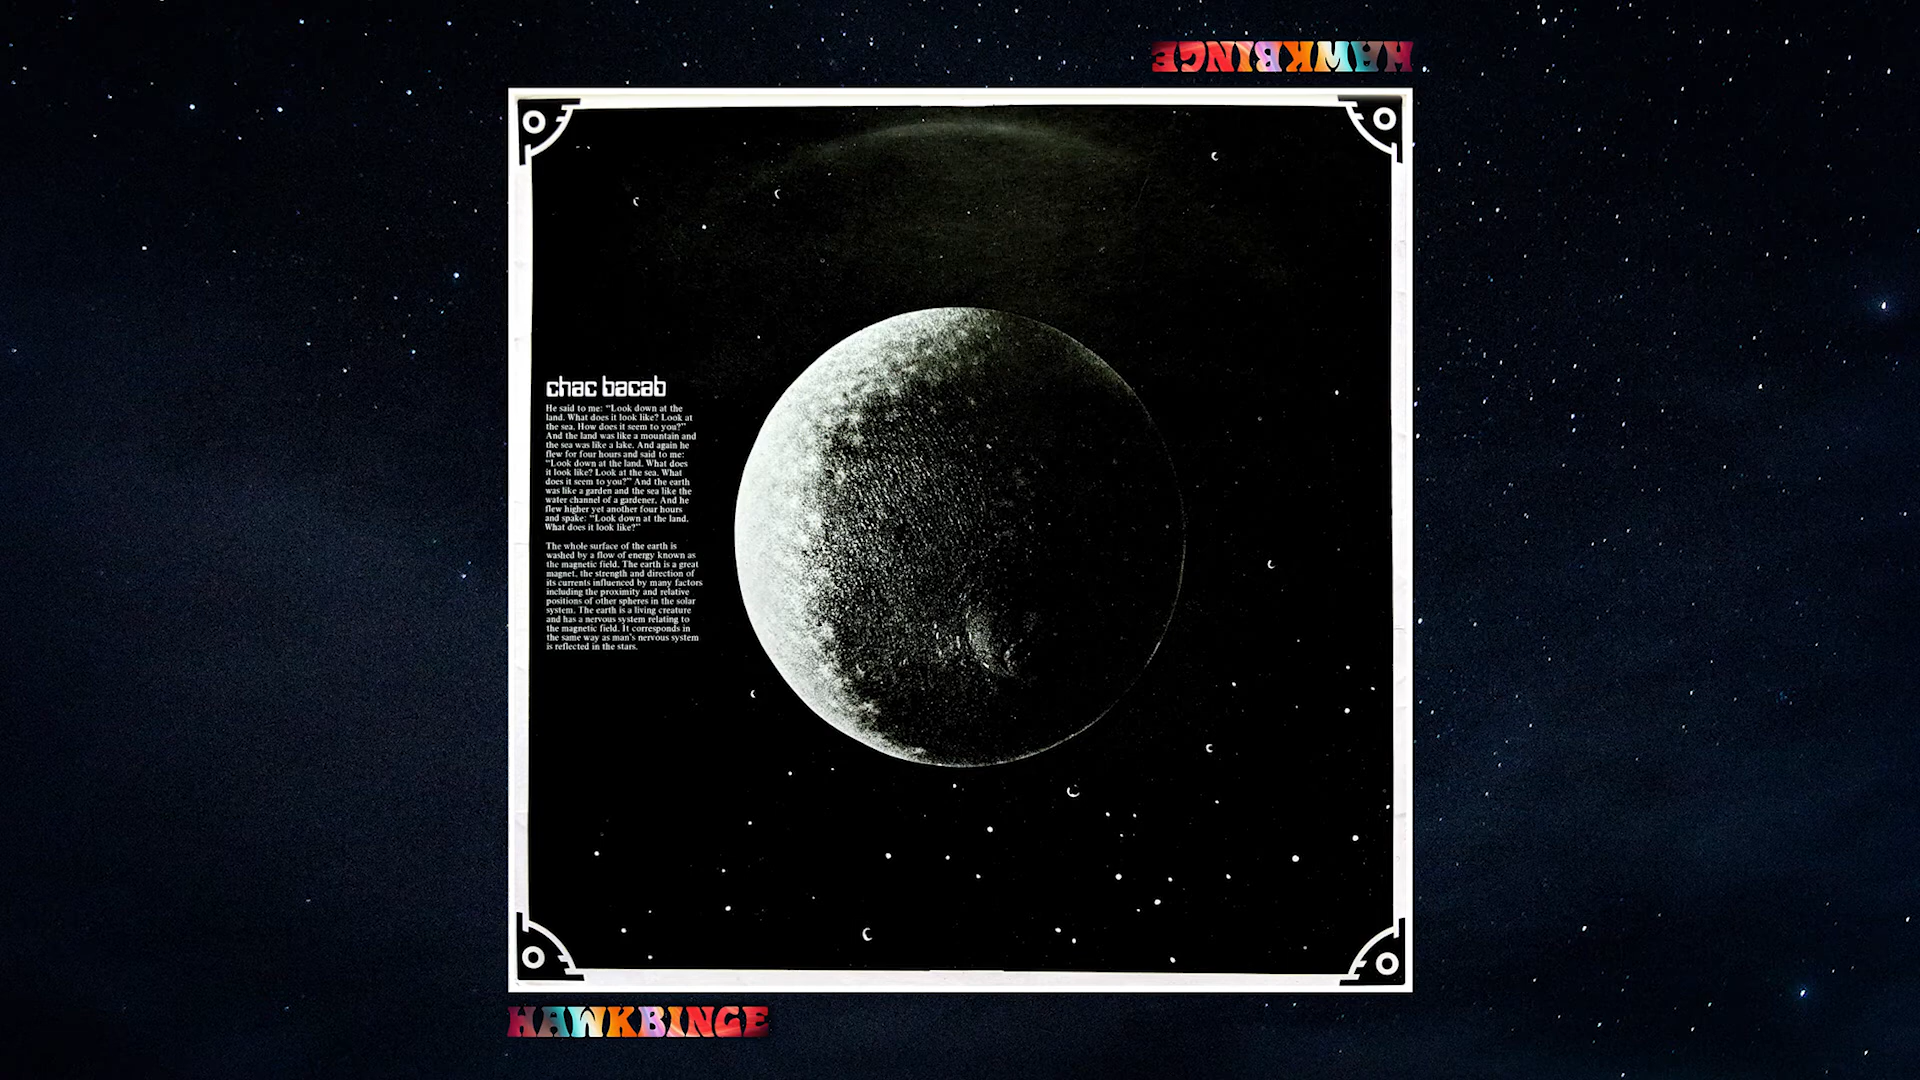 HAWKBINGE
chac bacab
He said to me: “Look down at the
land. What does it look like? Look at
the sea. How does it seem to you?”
And the land was like a mountain and
the sea was like a lake. And again he
flew for four hours and said to me:
“Look down at the land. What does
it look like? Look at the sea. What
does it seem to you?” And the earth
was like a garden and the sea like the
water channel of a gardener. And he
flew higher yet another four hours
and spake: “Look down at the land.
What does it look like?”
The whole surface of the earth is
washed by a flow of energy known as
the magnetic field. The earth is a great
magnet, the strength and direction of
its currents influenced by many factors
including the proximity and relative
positions of other spheres in the solar
system. The earth is a living creature
and has a nervous system relating to
the magnetic field. It corresponds in
the same way as man’s nervous system
is reflected in the stars.
HAWKBINGE